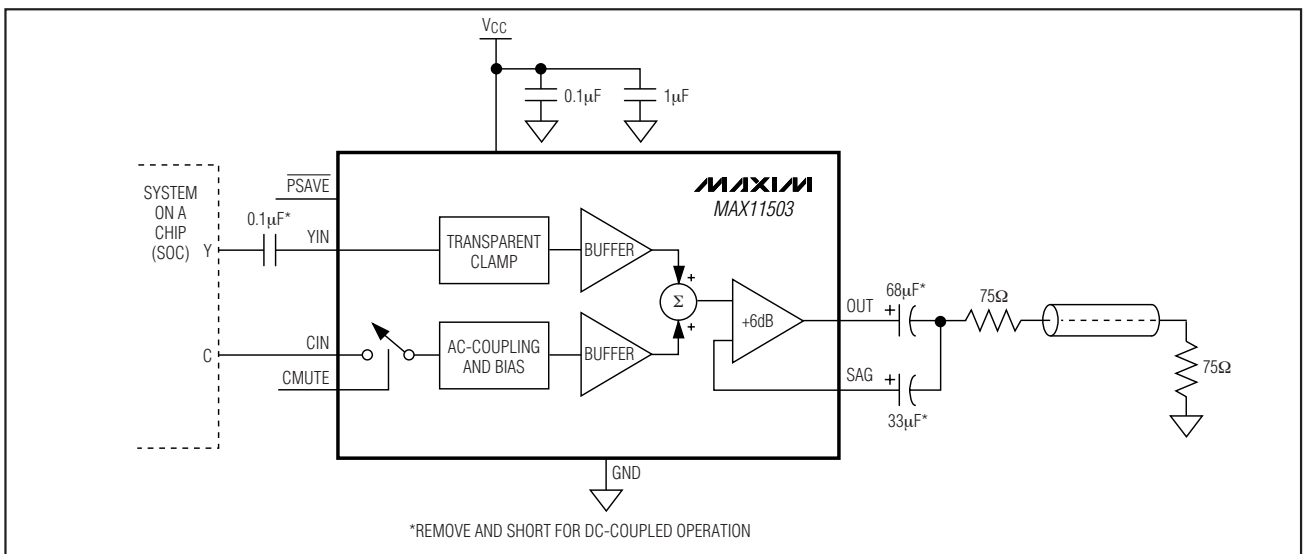 VCC
0.1µF
1µF
SYSTEM
ON A
CHIP
(SOC)
Y
C
0.1µF*
PSAVE
YIN
CIN
CMUTE
MAXIM
MAX11503
TRANSPARENT
CLAMP
BUFFER
+
Σ
+
AC-COUPLING
AND BIAS
BUFFER
+6dB
OUT
SAG
68µF*
+
75Ω
+
33µF*
75Ω
GND
*REMOVE AND SHORT FOR DC-COUPLED OPERATION